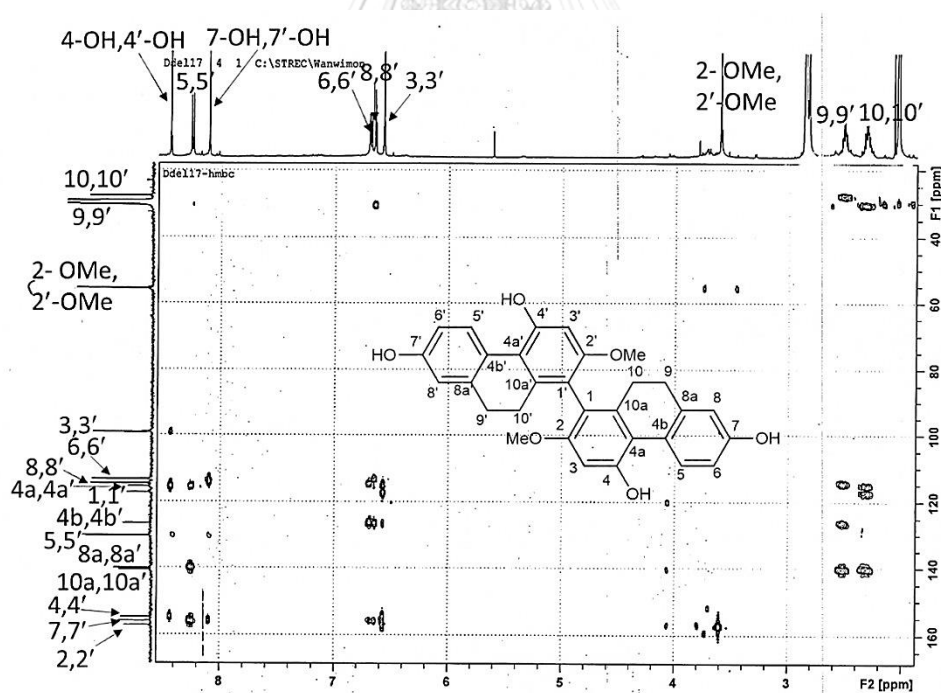 4-OH,4′-OH
7-OH,7′-OH
Ddel17 4 1 C:\STREC\Wanwimon
5,5′
6,6′
8,8′
3,3′
2- OMe,
2′-OMe
9,9′
10,10′
Ddel17-hmbc
10,10′
9,9′
2- OMe,
2′-OMe
3,3′
6,6′
8,8′
4a,4a′
1,1′
4b,4b′
5,5′
8a,8a′
10a,10a′
4,4′
7,7′
2,2′
HO
4′
3′
6′
5′
4a′
2′
HO
7′
OMe
4b′
8′
8a′
10a′
1′
10
9
9′
10′
1
10a
8a
8
MeO
2
4a
4b
7
OH
3
4
5
6
OH
F1 [ppm]
40
60
80
100
120
140
160
8
7
6
5
4
3
F2 [ppm]